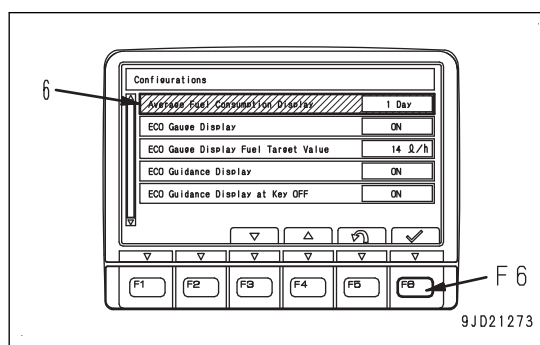 Configurations
6
Average Fuel Consumption Display 1 Day
ECO Gauge Display ON
ECO Gauge Display Fuel Target Value 14 ℓ/h
ECO Guidance Display ON
ECO Guidance Display at Key OFF ON
F1 F2 F3 F4 F5 F6
F6
9JD21273